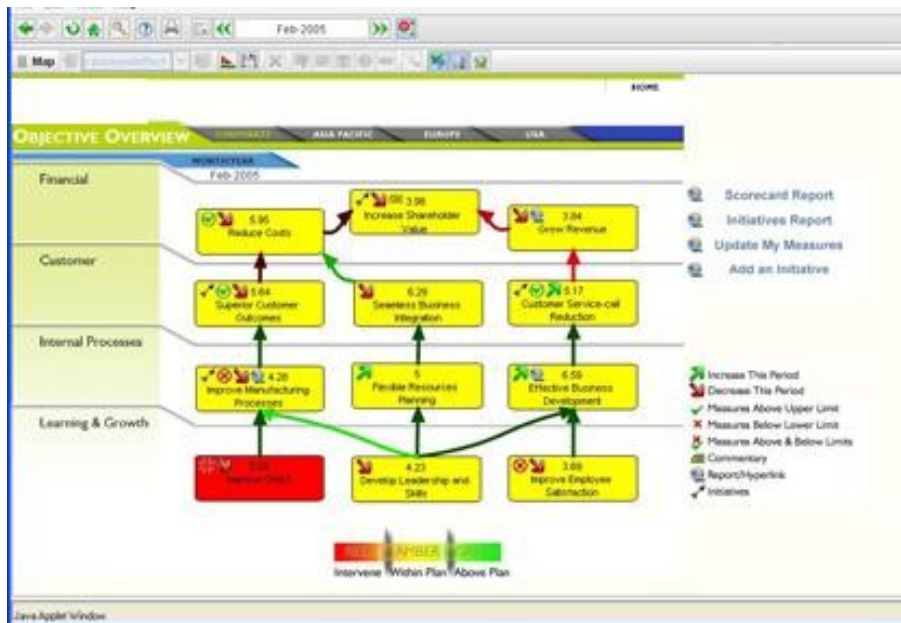 Feb-2005
Map
HOME
OBJECTIVE OVERVIEW
CORPORATE
ASIA PACIFIC
EUROPE
USA
MONTH/YEAR
Feb-2005
Financial
5.95
Reduce Costs
3.98
Increase Shareholder
Value
3.84
Grow Revenue
Scorecard Report
Initiatives Report
Update My Measures
Add an Initiative
Customer
5.64
Superior Customer
Outcomes
6.29
Seamless Business
Integration
5.17
Customer Service-call
Reduction
Internal Processes
4.28
Improve Manufacturing
Processes
5
Flexible Resources
Planning
6.59
Effective Business
Development
Learning & Growth
4.23
Develop Leadership and
Skills
3.69
Improve Employee
Satisfaction
Increase This Period
Decrease This Period
Measures Above Upper Limit
Measures Below Lower Limit
Measures Above & Below Limits
Commentary
Report/Hyperlink
Initiatives
RED
AMBER
Intervene
Within Plan
Above Plan
Java Applet Window